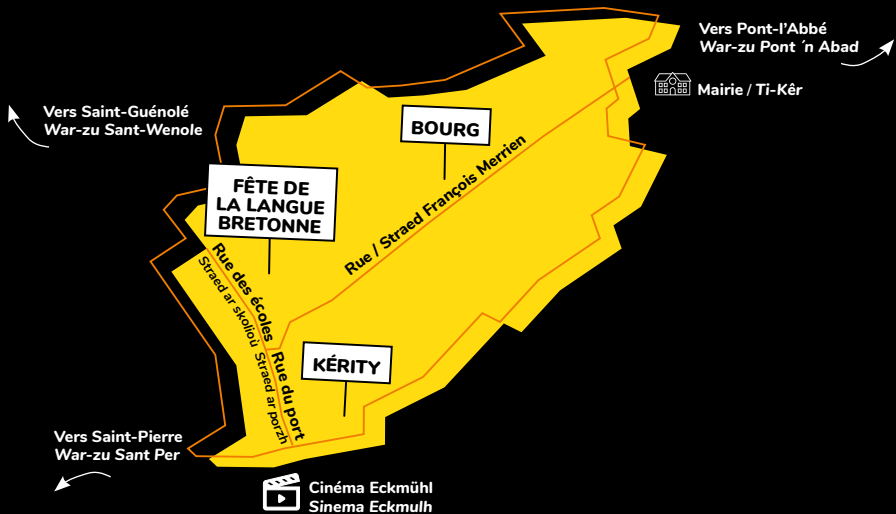 Vers Pont-l'Abbé
War-zu Pont ´n Abad
Mairie / Ti-Kêr
Vers Saint-Guénolé
War-zu Sant-Wenole
BOURG
FÊTE DE
LA LANGUE
BRETONNE
Rue / Straed François Merrien
Rue des écoles
Straed ar skolioù
Rue du port
Straed ar porzh
KÉRITY
Vers Saint-Pierre
War-zu Sant Per
Cinéma Eckmühl
Sinema Eckmulh